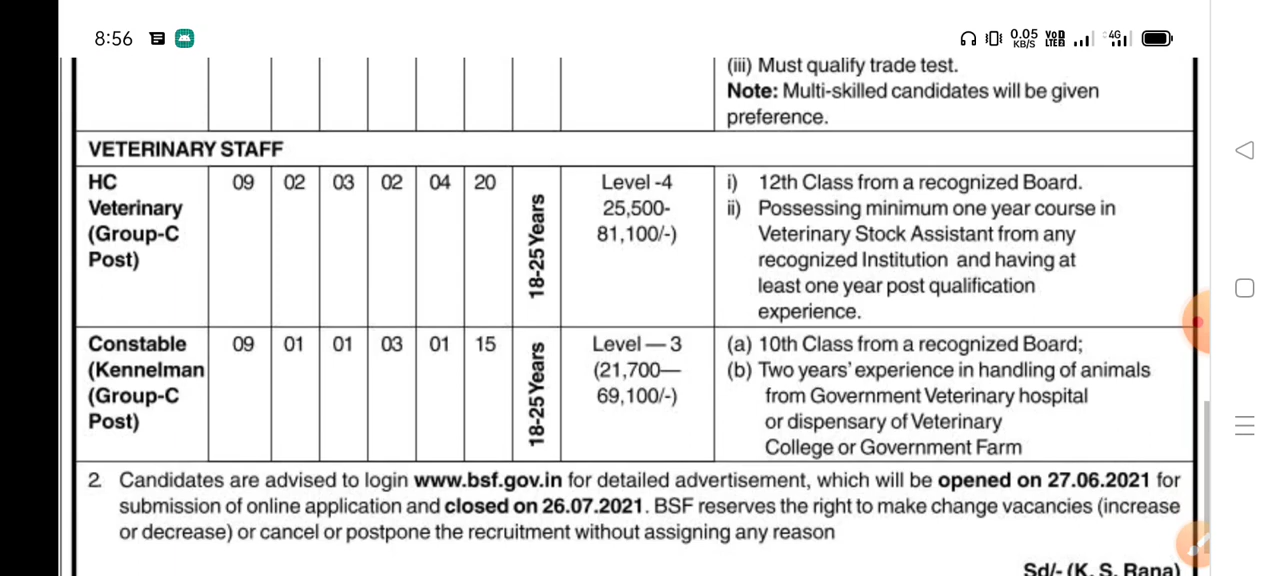 8:56
0.05
KB/S
VoD
LTE2
4G
(iii) Must qualify trade test.
Note: Multi-skilled candidates will be given
preference.
VETERINARY STAFF
HC
Veterinary
(Group-C
Post)
09 02 03 02 04 20
18-25 Years
Level -4
25,500-
81,100/-)
i) 12th Class from a recognized Board.
ii) Possessing minimum one year course in
Veterinary Stock Assistant from any
recognized Institution and having at
least one year post qualification
experience.
Constable
(Kennelman
(Group-C
Post)
09 01 01 03 01 15
18-25 Years
Level — 3
(21,700—
69,100/-)
(a) 10th Class from a recognized Board;
(b) Two years' experience in handling of animals
from Government Veterinary hospital
or dispensary of Veterinary
College or Government Farm
2. Candidates are advised to login www.bsf.gov.in for detailed advertisement, which will be opened on 27.06.2021 for
submission of online application and closed on 26.07.2021. BSF reserves the right to make change vacancies (increase
or decrease) or cancel or postpone the recruitment without assigning any reason
Sd/- (K. S. Rana)